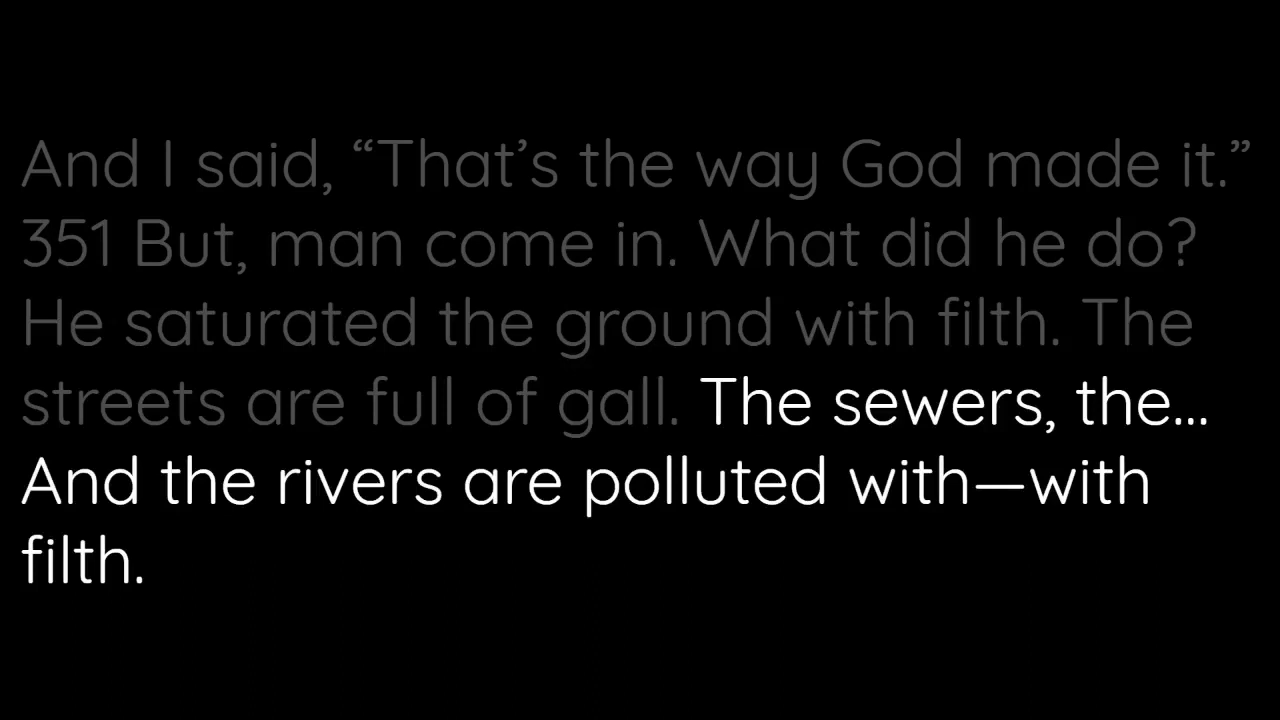 And I said, “That’s the way God made it.”
351 But, man come in. What did he do?
He saturated the ground with filth. The
streets are full of gall. The sewers, the...
And the rivers are polluted with—with
filth.